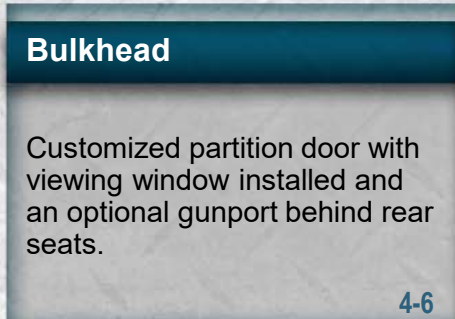 Bulkhead
Customized partition door with
viewing window installed and
an optional gunport behind rear
seats.
4-6